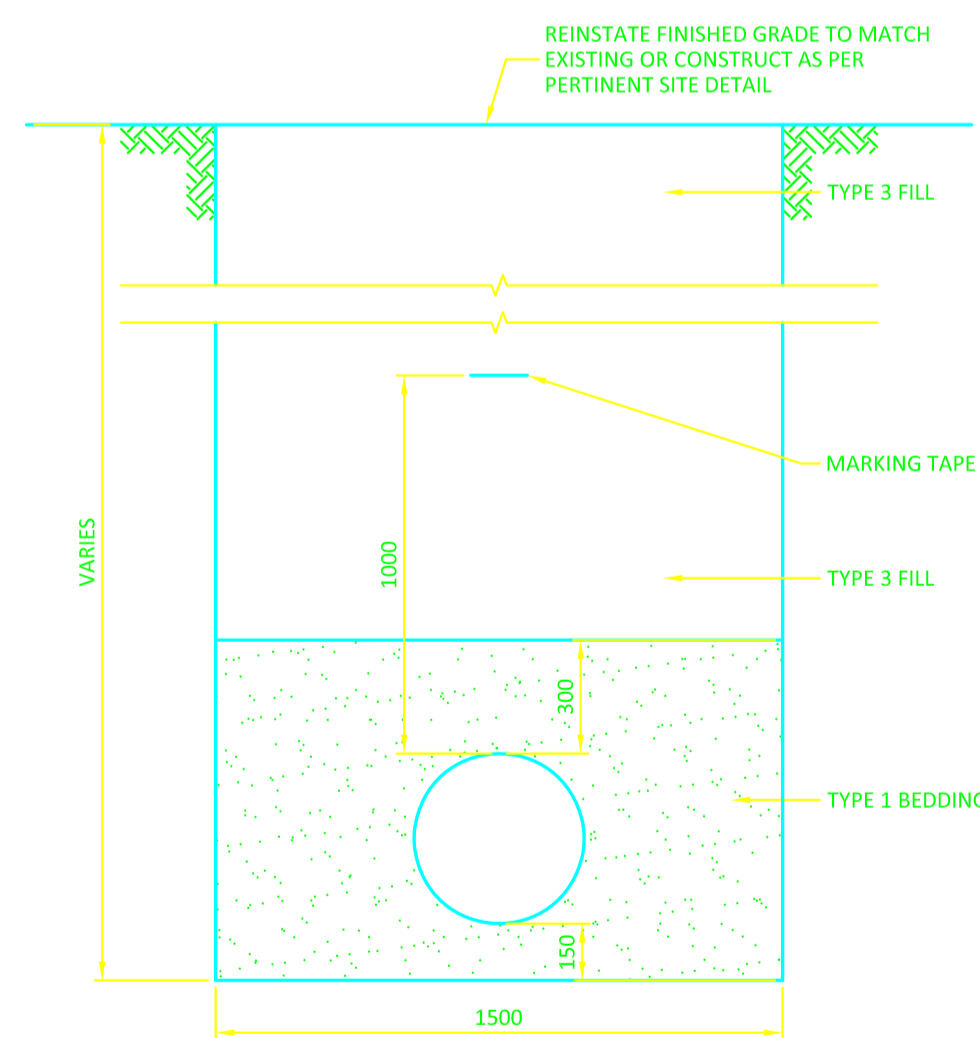 REINSTATE FINISHED GRADE TO MATCH
EXISTING OR CONSTRUCT AS PER
PERTINENT SITE DETAIL
TYPE 3 FILL
MARKING TAPE
VARIES
1000
TYPE 3 FILL
300
TYPE 1 BEDDING
150
1500